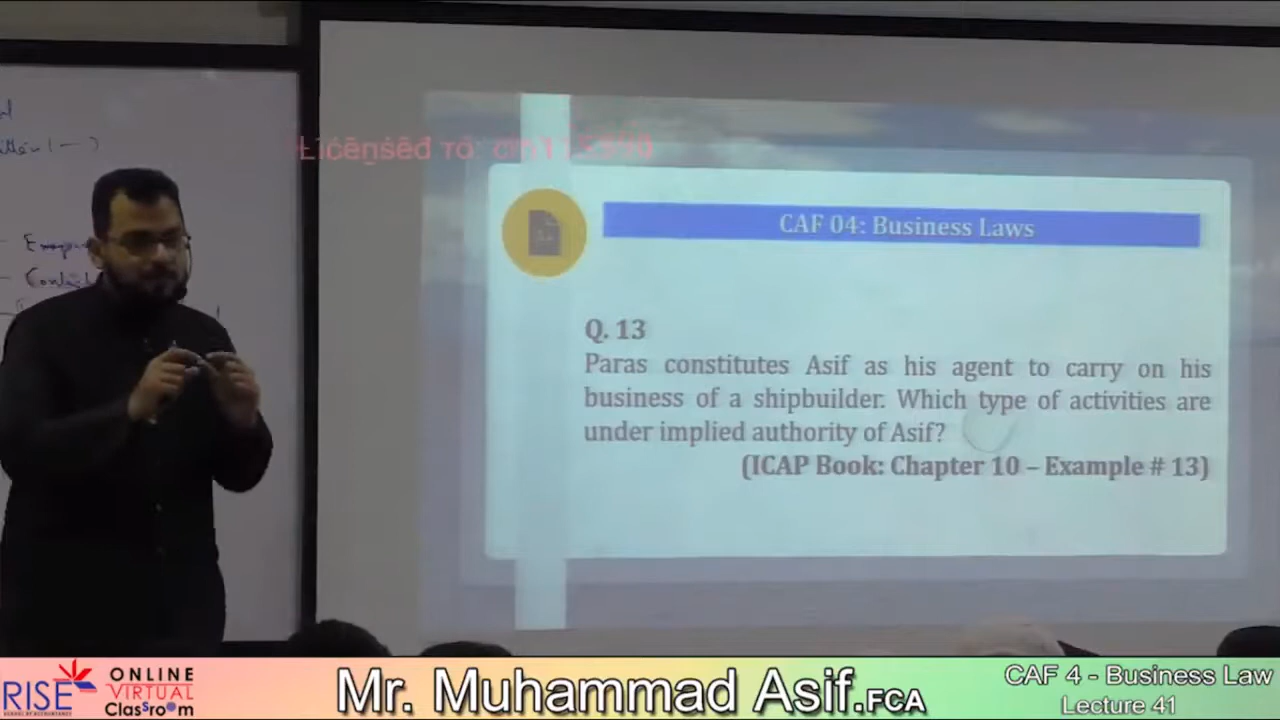 CAF 04: Business Laws
Q. 13
Paras constitutes Asif as his agent to carry on his
business of a shipbuilder. Which type of activities are
under implied authority of Asif?
(ICAP Book: Chapter 10 – Example # 13)
RISE
ONLINE
VIRTUAL
Classroom
Mr. Muhammad Asif.FCA
CAF 4 - Business Law
Lecture 41